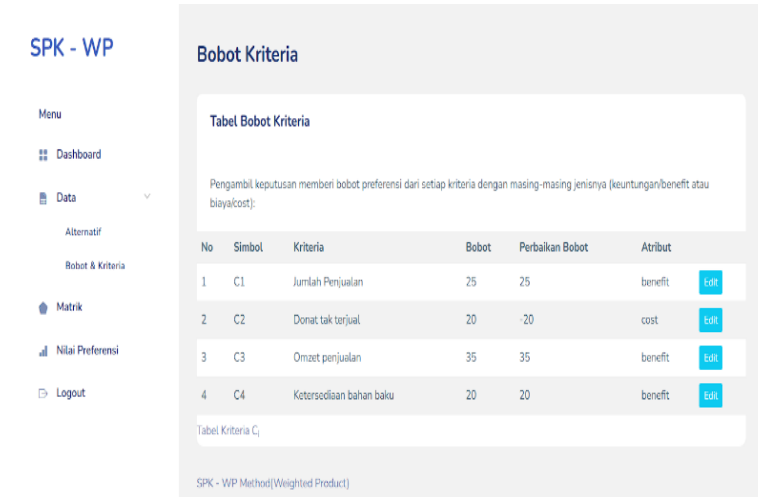 SPK - WP
Menu
Dashboard
Data
Alternatif
Bobot & Kriteria
Matrik
Nilai Preferensi
Logout
Bobot Kriteria
Tabel Bobot Kriteria
Pengambil keputusan memberi bobot preferensi dari setiap kriteria dengan masing-masing jenisnya (keuntungan/benefit atau
biaya/cost):
No Simbol Kriteria Bobot Perbaikan Bobot Atribut
1 C1 Jumlah Penjualan 25 25 benefit Edit
2 C2 Donat tak terjual 20 -20 cost Edit
3 C3 Omzet penjualan 35 35 benefit Edit
4 C4 Ketersediaan bahan baku 20 20 benefit Edit
Tabel Kriteria Cj
SPK - WP Method(Weighted Product)